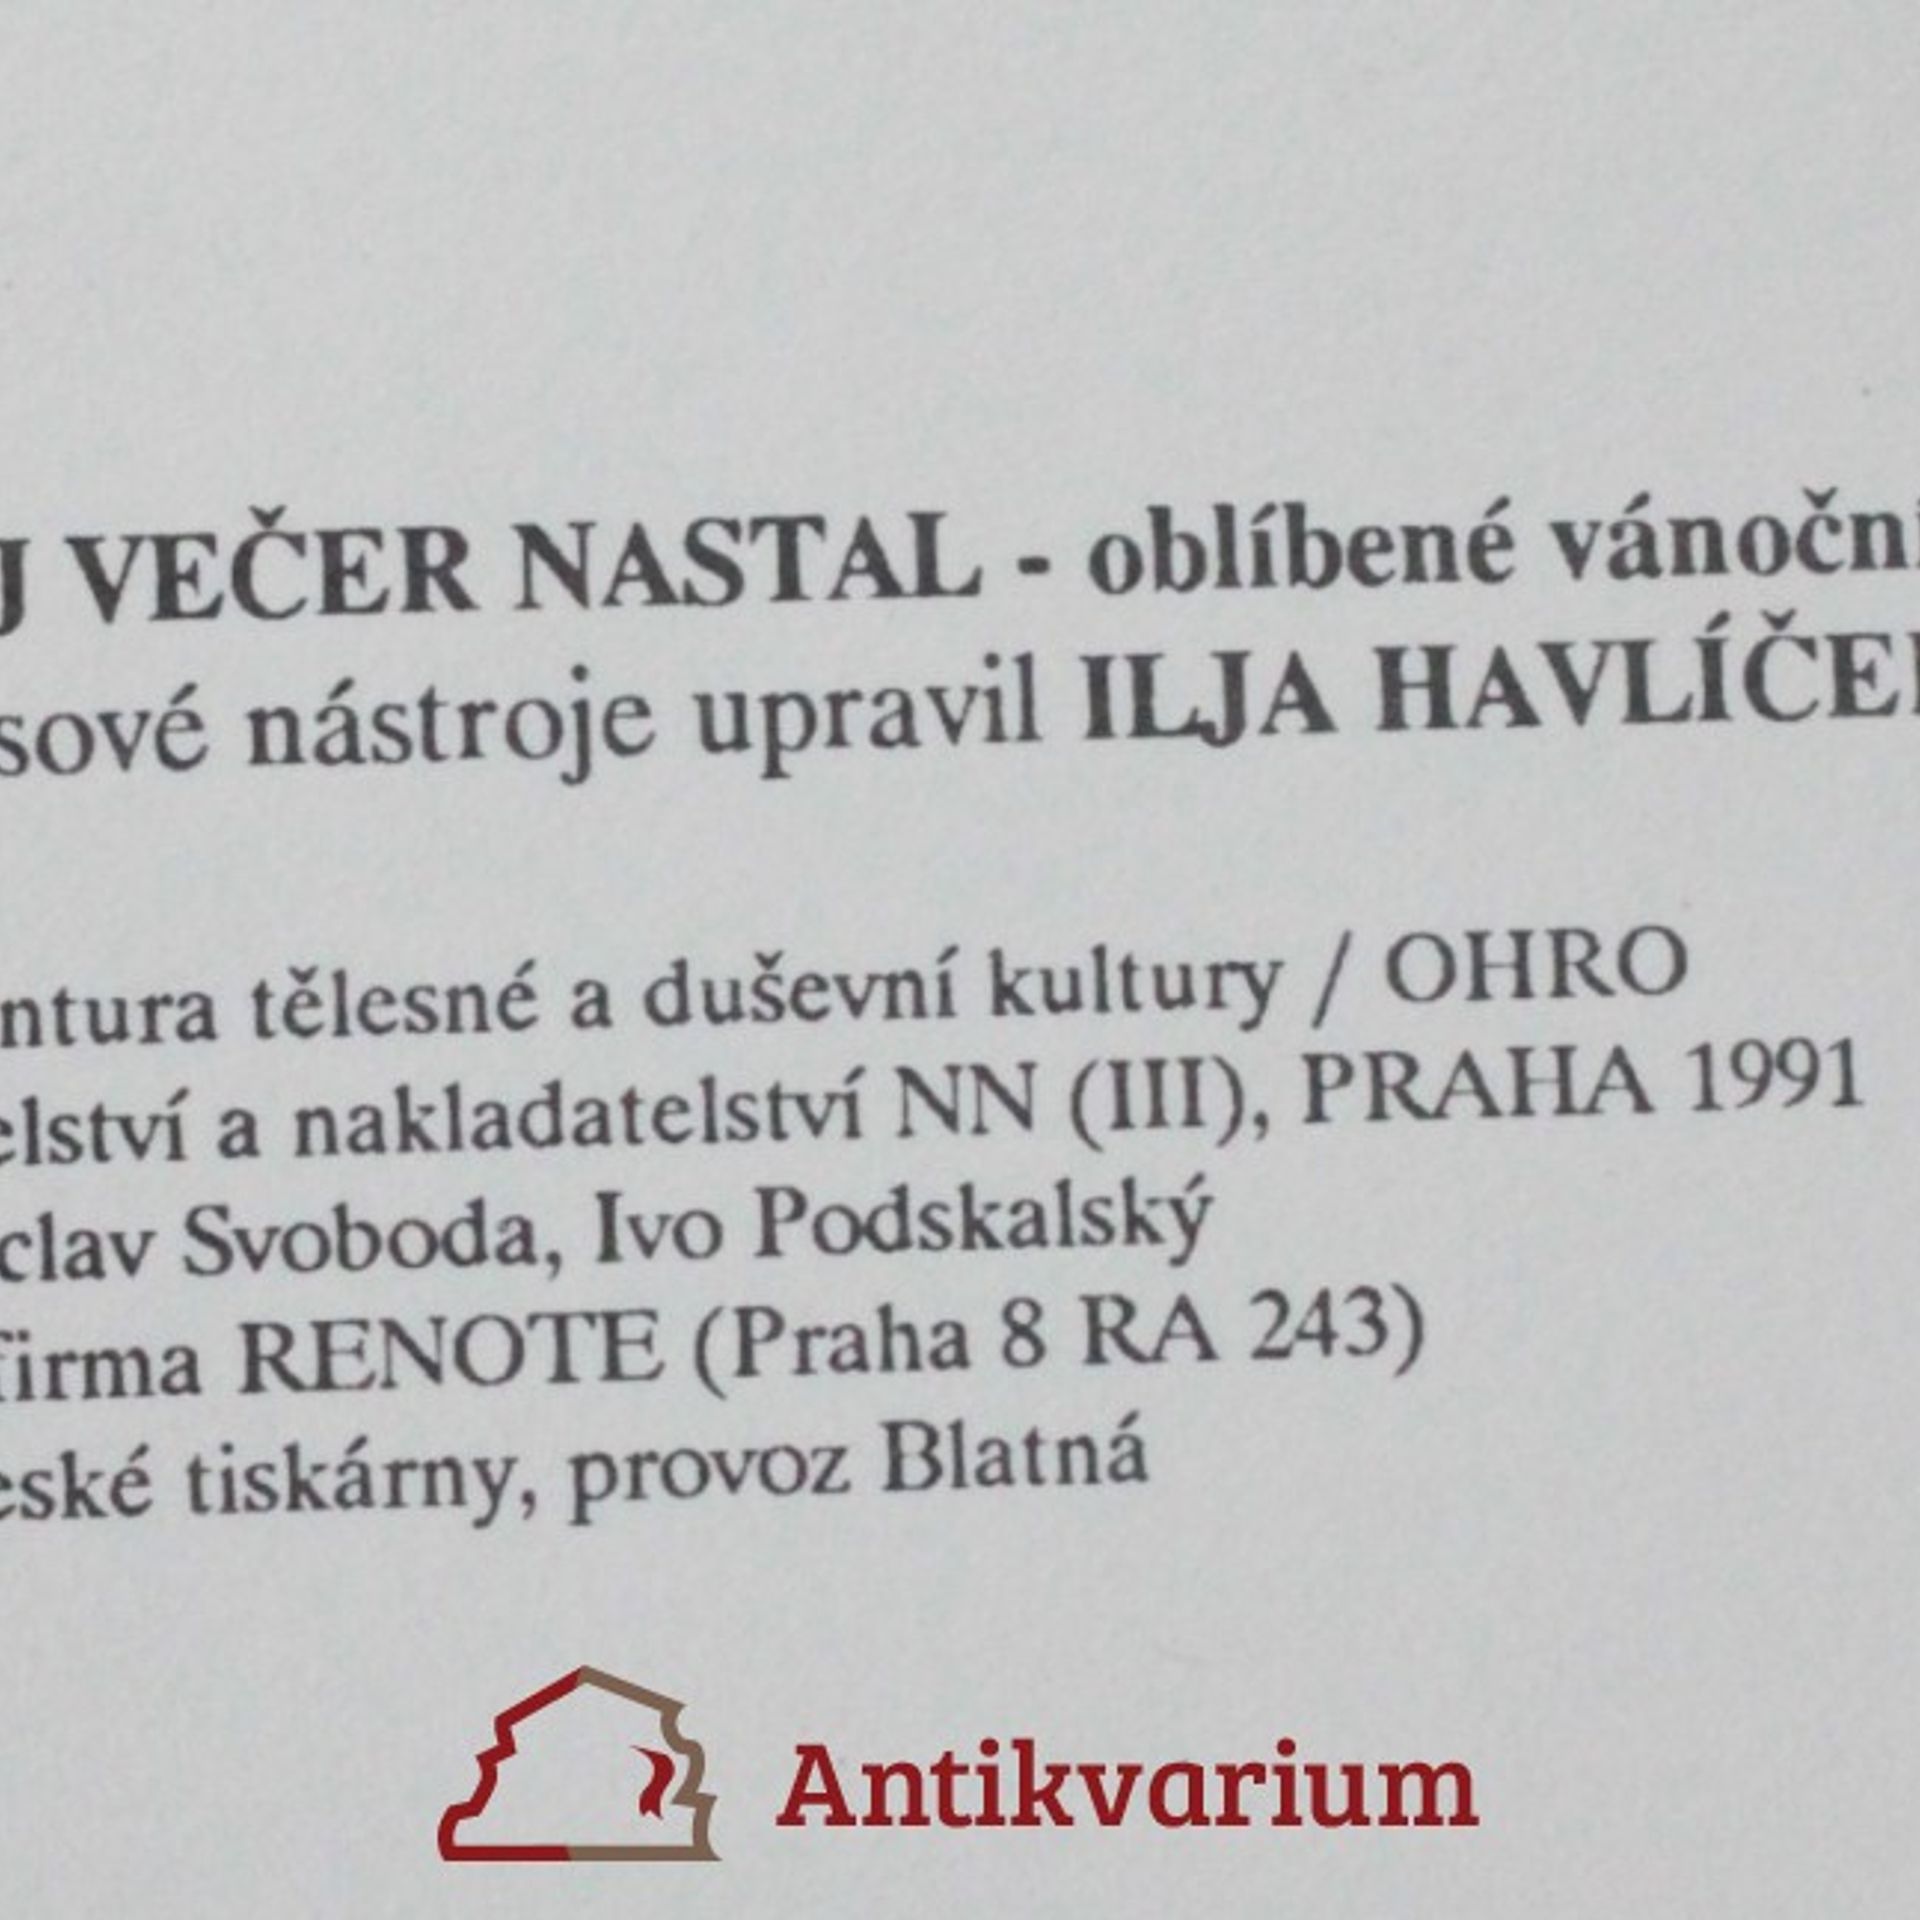 J VEČER NASTAL - oblíbené vánoční
sové nástroje upravil ILJA HAVLÍČE
ntura tělesné a duševní kultury / OHRO
elství a nakladatelství NN (III), PRAHA 1991
clav Svoboda, Ivo Podskalský
firma RENOTE (Praha 8 RA 243)
eské tiskárny, provoz Blatná
Antikvarium